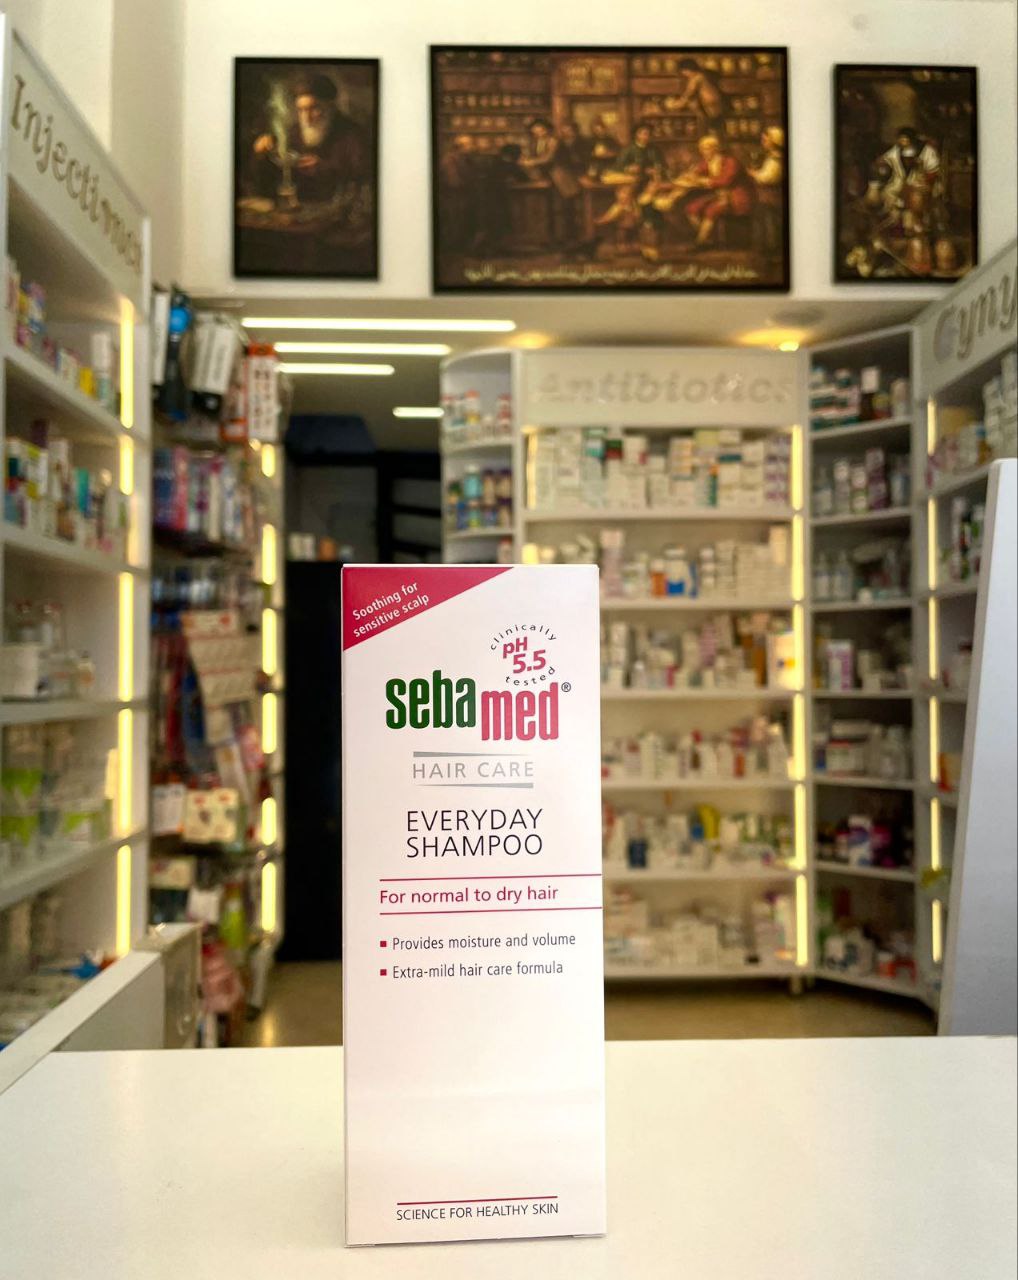 Injections
Antibiotics
Gyny
Soothing for
sensitive scalp
clinically
pH
5.5
tested
sebamed®
HAIR CARE
EVERYDAY
SHAMPOO
For normal to dry hair
▪ Provides moisture and volume
▪ Extra-mild hair care formula
SCIENCE FOR HEALTHY SKIN